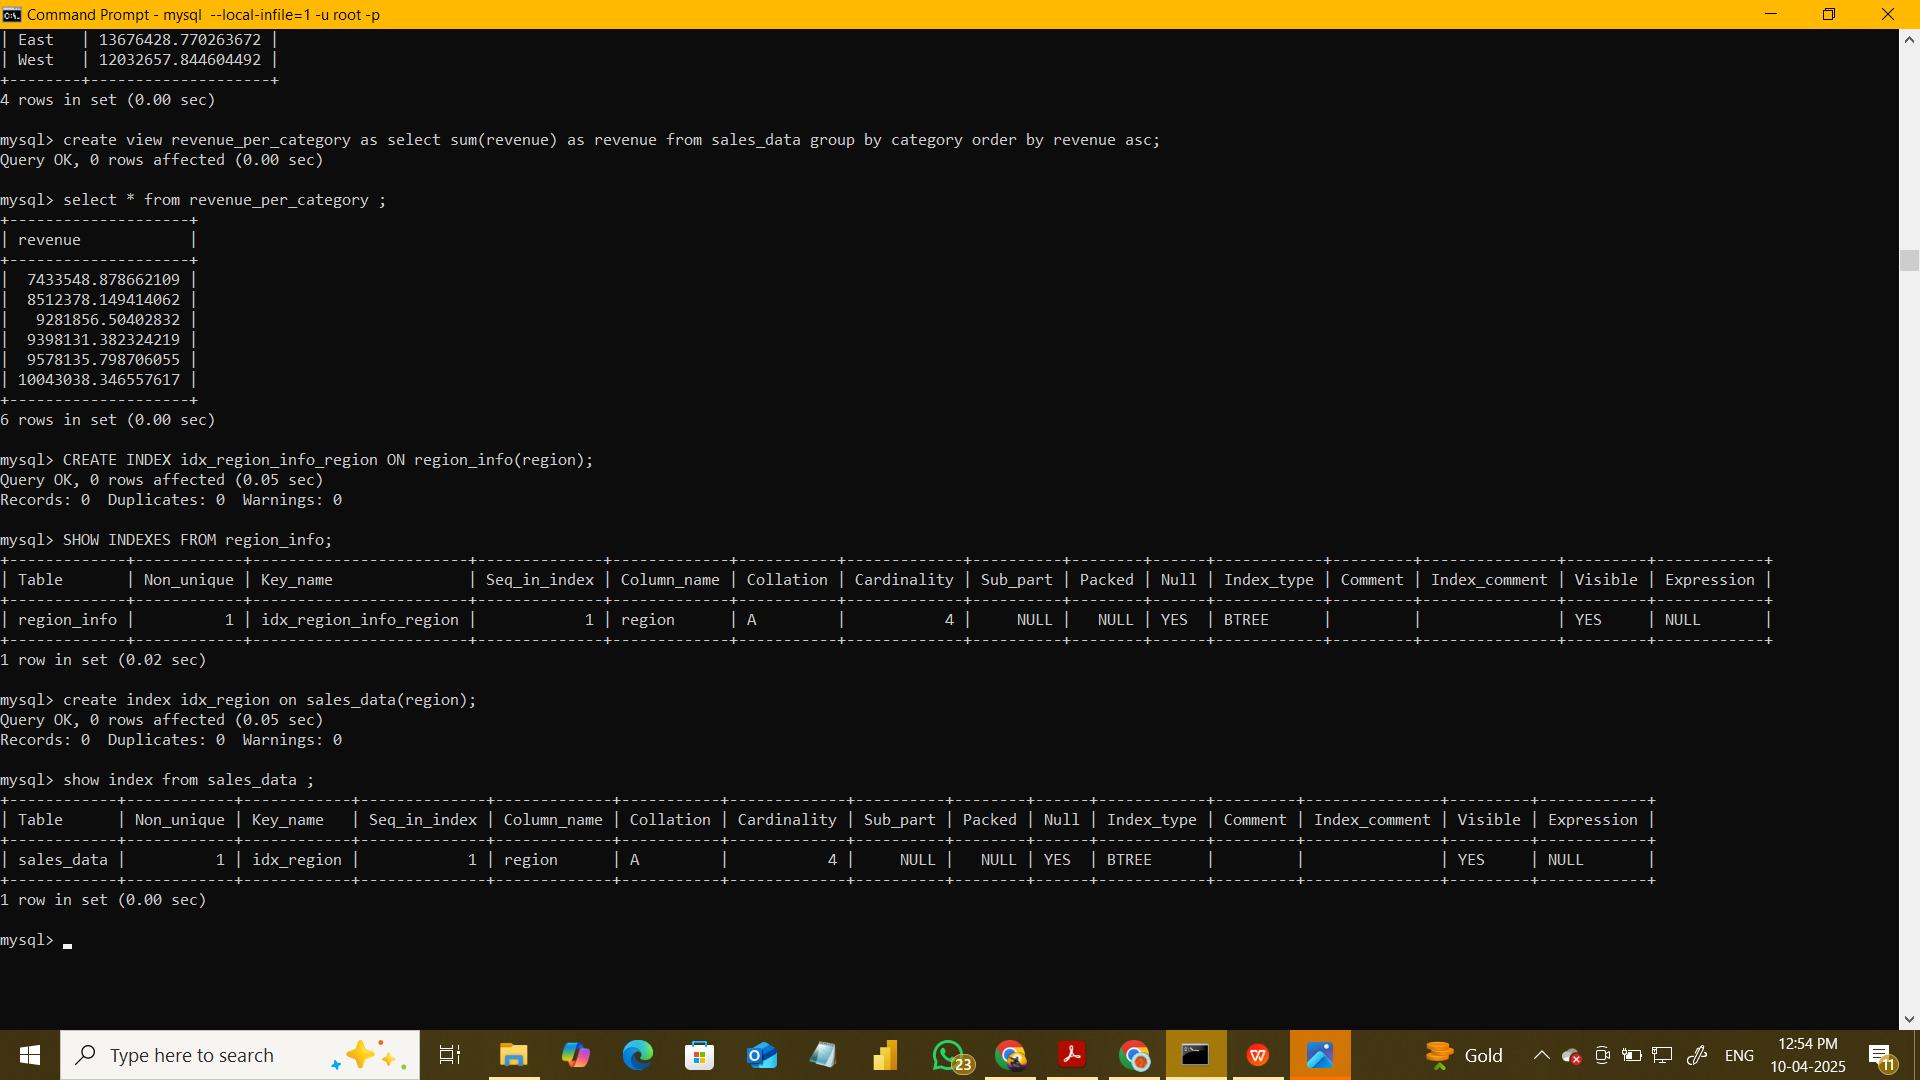 Command Prompt - mysql  --local-infile=1 -u root -p
| East   | 13676428.770263672 |
| West   | 12032657.844604492 |
+--------+--------------------+
4 rows in set (0.00 sec)
mysql> create view revenue_per_category as select sum(revenue) as revenue from sales_data group by category order by revenue asc;
Query OK, 0 rows affected (0.00 sec)
mysql> select * from revenue_per_category ;
+--------------------+
| revenue            |
+--------------------+
|  7433548.878662109 |
|  8512378.149414062 |
|   9281856.50402832 |
|  9398131.382324219 |
|  9578135.798706055 |
| 10043038.346557617 |
+--------------------+
6 rows in set (0.00 sec)
mysql> CREATE INDEX idx_region_info_region ON region_info(region);
Query OK, 0 rows affected (0.05 sec)
Records: 0  Duplicates: 0  Warnings: 0
mysql> SHOW INDEXES FROM region_info;
+-------------+------------+------------------------+--------------+-------------+-----------+-------------+----------+--------+------+------------+---------+---------------+---------+------------+
| Table       | Non_unique | Key_name               | Seq_in_index | Column_name | Collation | Cardinality | Sub_part | Packed | Null | Index_type | Comment | Index_comment | Visible | Expression |
+-------------+------------+------------------------+--------------+-------------+-----------+-------------+----------+--------+------+------------+---------+---------------+---------+------------+
| region_info |          1 | idx_region_info_region |            1 | region      | A         |           4 |     NULL |   NULL | YES  | BTREE      |         |               | YES     | NULL       |
+-------------+------------+------------------------+--------------+-------------+-----------+-------------+----------+--------+------+------------+---------+---------------+---------+------------+
1 row in set (0.02 sec)
mysql> create index idx_region on sales_data(region);
Query OK, 0 rows affected (0.05 sec)
Records: 0  Duplicates: 0  Warnings: 0
mysql> show index from sales_data ;
+------------+------------+------------+--------------+-------------+-----------+-------------+----------+--------+------+------------+---------+---------------+---------+------------+
| Table      | Non_unique | Key_name   | Seq_in_index | Column_name | Collation | Cardinality | Sub_part | Packed | Null | Index_type | Comment | Index_comment | Visible | Expression |
+------------+------------+------------+--------------+-------------+-----------+-------------+----------+--------+------+------------+---------+---------------+---------+------------+
| sales_data |          1 | idx_region |            1 | region      | A         |           4 |     NULL |   NULL | YES  | BTREE      |         |               | YES     | NULL       |
+------------+------------+------------+--------------+-------------+-----------+-------------+----------+--------+------+------------+---------+---------------+---------+------------+
1 row in set (0.00 sec)
mysql> _
Type here to search
23
Gold
ENG
12:54 PM
10-04-2025
11